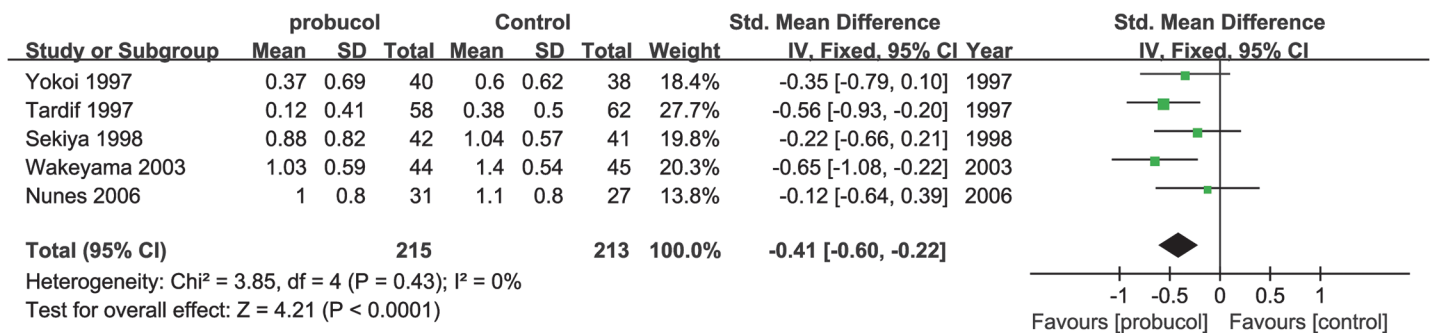 probucol Control Std. Mean Difference Std. Mean Difference
Study or Subgroup Mean SD Total Mean SD Total Weight IV, Fixed, 95% CI Year IV, Fixed, 95% CI
Yokoi 1997 0.37 0.69 40 0.6 0.62 38 18.4% -0.35 [-0.79, 0.10] 1997
Tardif 1997 0.12 0.41 58 0.38 0.5 62 27.7% -0.56 [-0.93, -0.20] 1997
Sekiya 1998 0.88 0.82 42 1.04 0.57 41 19.8% -0.22 [-0.66, 0.21] 1998
Wakeyama 2003 1.03 0.59 44 1.4 0.54 45 20.3% -0.65 [-1.08, -0.22] 2003
Nunes 2006 1 0.8 31 1.1 0.8 27 13.8% -0.12 [-0.64, 0.39] 2006
Total (95% CI) 215 213 100.0% -0.41 [-0.60, -0.22]
Heterogeneity: Chi² = 3.85, df = 4 (P = 0.43); I² = 0%
Test for overall effect: Z = 4.21 (P < 0.0001)
-1 -0.5 0 0.5 1
Favours [probucol] Favours [control]